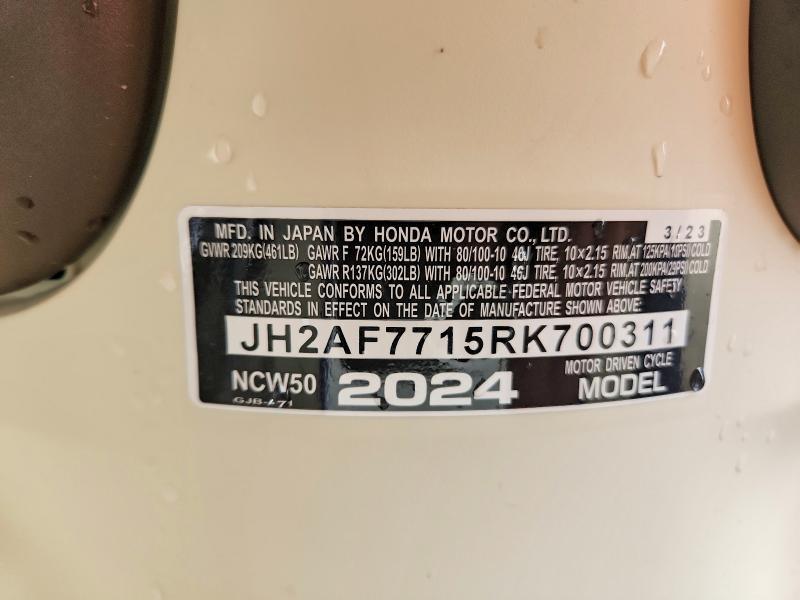 MFD. IN JAPAN BY HONDA MOTOR CO., LTD. 3/23
GVWR 209KG(461LB) GAWR F 72KG(159LB) WITH 80/100-10 46J TIRE, 10×2.15 RIM, AT 125KPA(18PSI) COLD
GAWR R137KG(302LB) WITH 80/100-10 46J TIRE, 10×2.15 RIM, AT 200KPA(29PSI) COLD
THIS VEHICLE CONFORMS TO ALL APPLICABLE FEDERAL MOTOR VEHICLE SAFETY
STANDARDS IN EFFECT ON THE DATE OF MANUFACTURE SHOWN ABOVE:
JH2AF7715RK700311
NCW50 2024 MOTOR DRIVEN CYCLE
MODEL